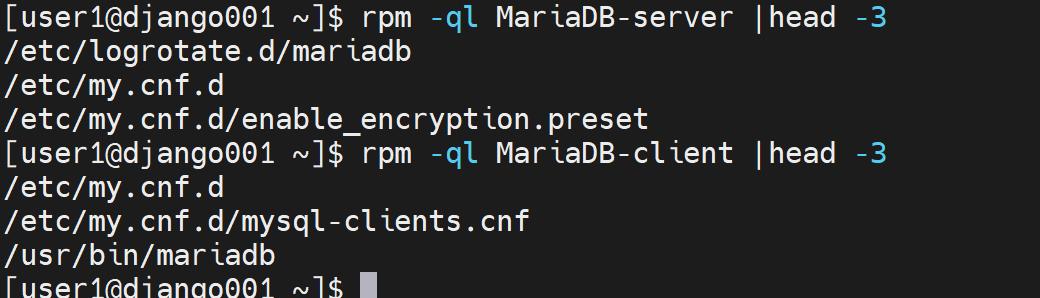 [user1@django001 ~]$ rpm -ql MariaDB-server |head -3
/etc/logrotate.d/mariadb
/etc/my.cnf.d
/etc/my.cnf.d/enable_encryption.preset
[user1@django001 ~]$ rpm -ql MariaDB-client |head -3
/etc/my.cnf.d
/etc/my.cnf.d/mysql-clients.cnf
/usr/bin/mariadb
[user1@django001 ~]$